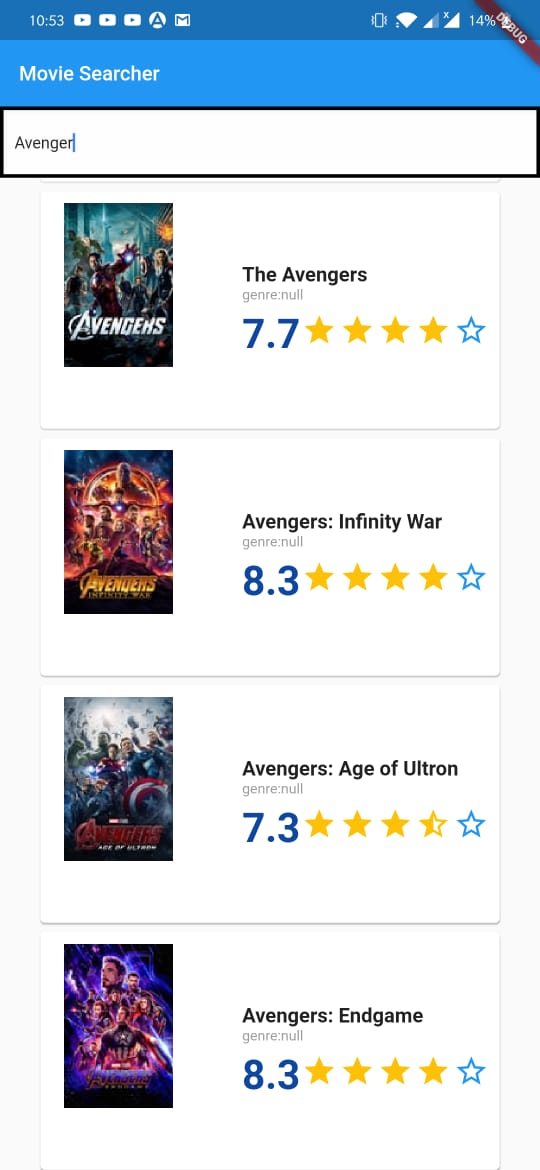 10:53
14%
DEBUG
Movie Searcher
Avenger
AVENGERS
The Avengers
genre:null
7.7
AVENGERS
INFINITY WAR
Avengers: Infinity War
genre:null
8.3
AVENGERS
AGE OF ULTRON
Avengers: Age of Ultron
genre:null
7.3
AVENGERS
ENDGAME
Avengers: Endgame
genre:null
8.3